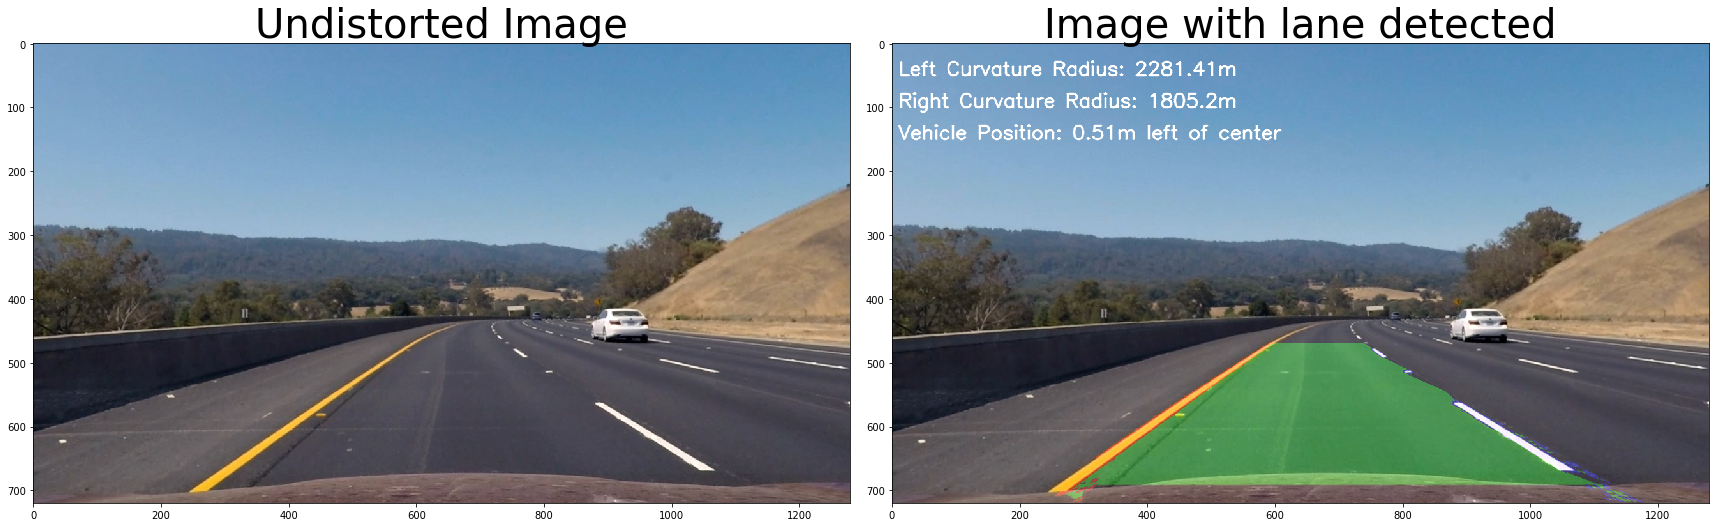 Undistorted Image
0
100
200
300
400
500
600
700
0 200 400 600 800 1000 1200
Image with lane detected
Left Curvature Radius: 2281.41m
Right Curvature Radius: 1805.2m
Vehicle Position: 0.51m left of center
0
100
200
300
400
500
600
700
0 200 400 600 800 1000 1200